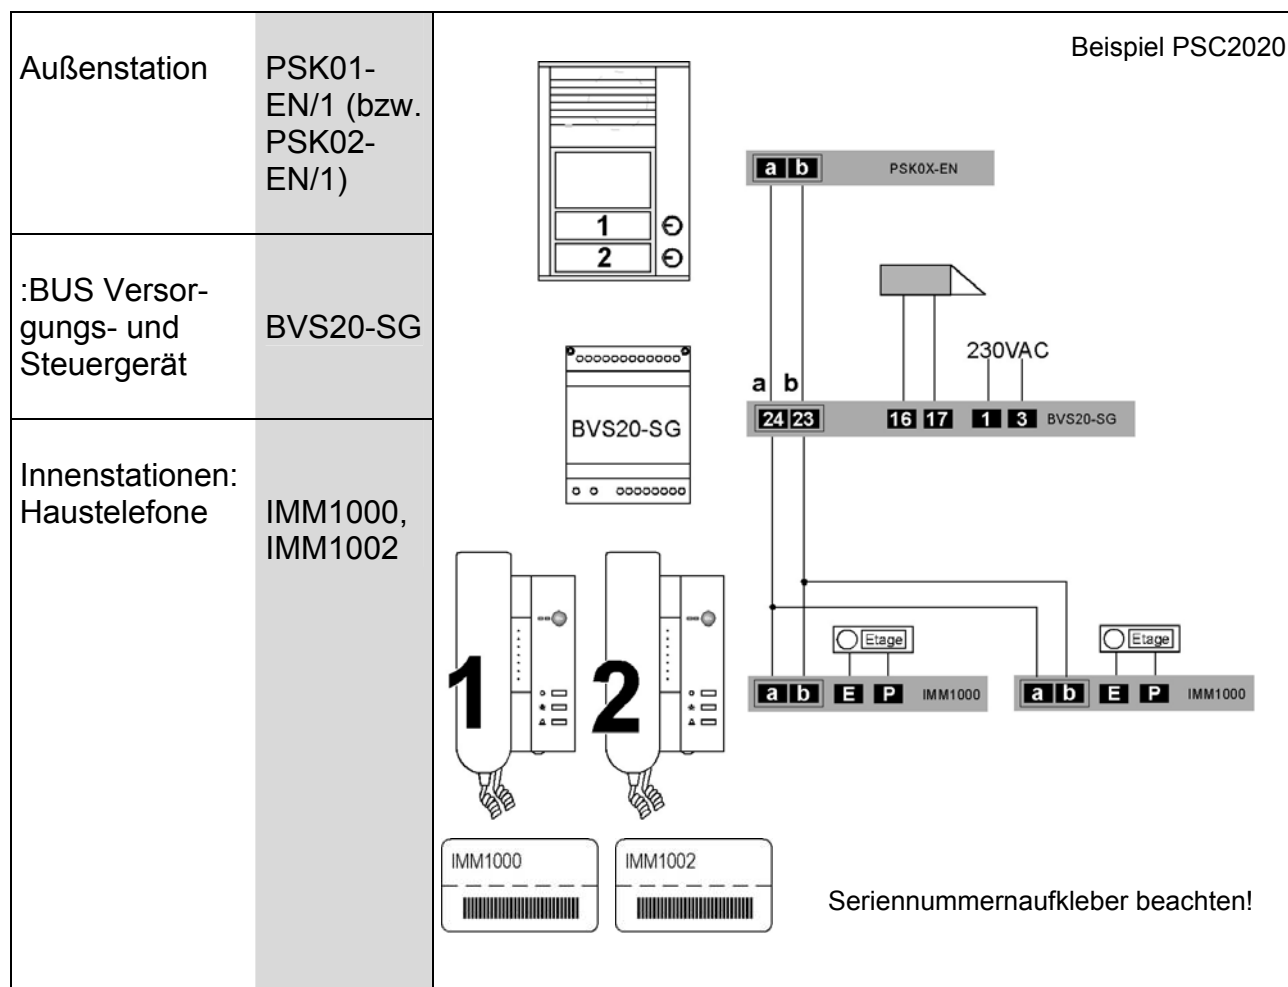 Beispiel PSC2020
Außenstation
PSK01-
EN/1 (bzw.
PSK02-
EN/1)
1
2
a b PSK0X-EN
:BUS Versor-
gungs- und
Steuergerät
BVS20-SG
BVS20-SG
230VAC
a b
24 23 16 17 1 3 BVS20-SG
Innenstationen:
Haustelefone
IMM1000,
IMM1002
1
2
Etage
Etage
a b E P IMM1000
a b E P IMM1000
IMM1000
IMM1002
Seriennummernaufkleber beachten!